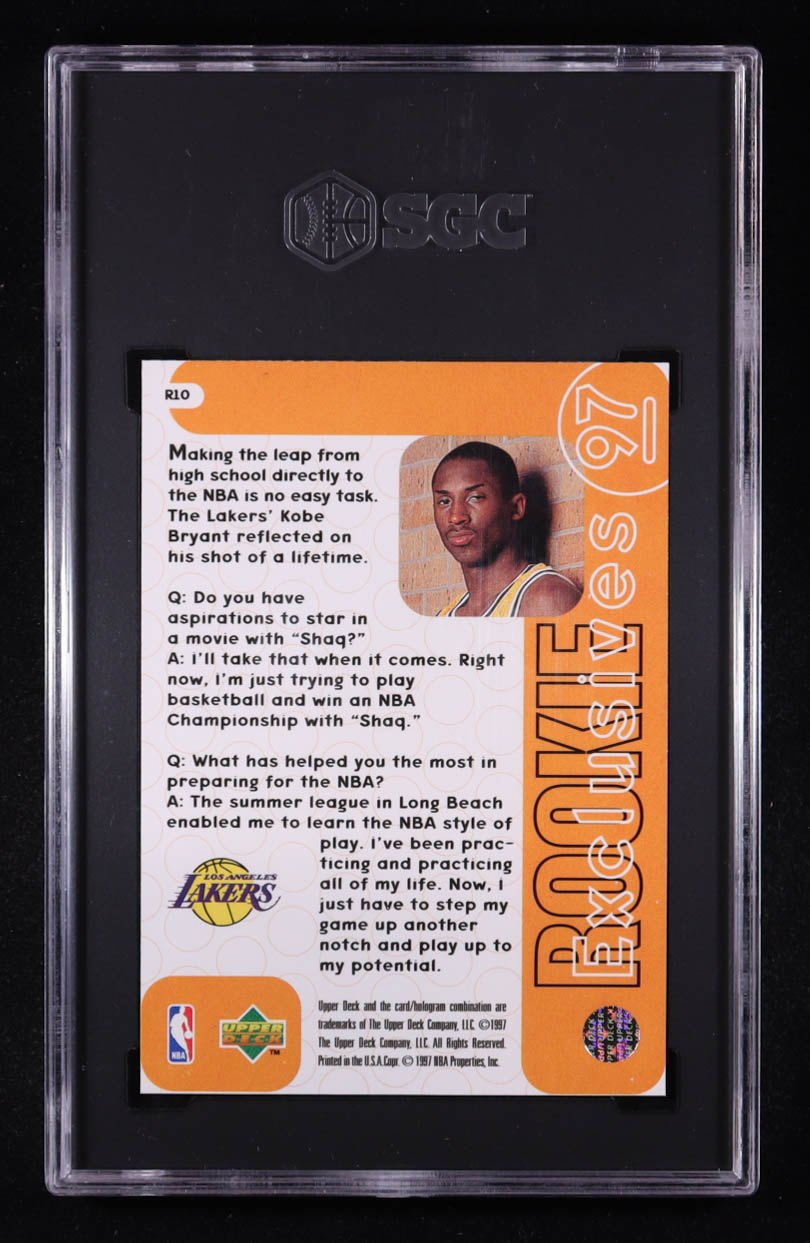 SGC
R10
97
Making the leap from
high school directly to
the NBA is no easy task.
The Lakers' Kobe
Bryant reflected on
his shot of a lifetime.
Q: Do you have
aspirations to star in
a movie with “Shaq?”
A: i'll take that when it comes. Right
now, i'm just trying to play
basketball and win an NBA
Championship with “Shaq.”
Q: What has helped you the most in
preparing for the NBA?
A: The summer league in Long Beach
enabled me to learn the NBA style of
play. i've been prac-
ticing and practicing
all of my life. Now, i
just have to step my
game up another
notch and play up to
my potential.
ROOKIE
Exclusives
LOS ANGELES
LAKERS
NBA
UPPER
DECK
TM
Upper Deck and the card/hologram combination are
trademarks of The Upper Deck Company, LLC. ©1997
The Upper Deck Company, LLC. All Rights Reserved.
Printed in the U.S.A. Copr. © 1997 NBA Properties, Inc.